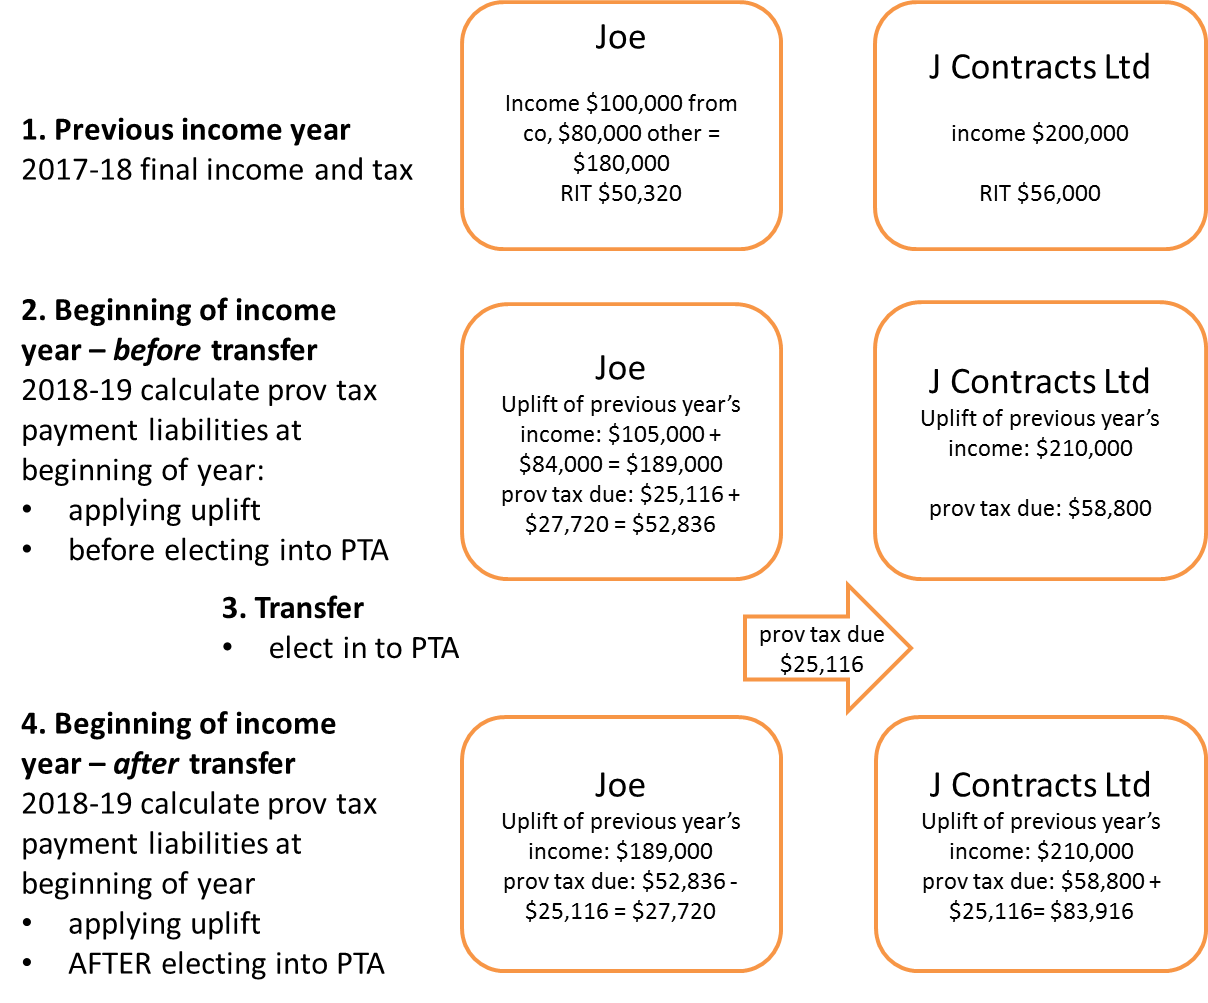 1. Previous income year
2017-18 final income and tax
Joe
Income $100,000 from
co, $80,000 other =
$180,000
RIT $50,320
J Contracts Ltd
income $200,000
RIT $56,000
2. Beginning of income
year – before transfer
2018-19 calculate prov tax
payment liabilities at
beginning of year:
• applying uplift
• before electing into PTA
Joe
Uplift of previous year’s
income: $105,000 +
$84,000 = $189,000
prov tax due: $25,116 +
$27,720 = $52,836
J Contracts Ltd
Uplift of previous year’s
income: $210,000
prov tax due: $58,800
3. Transfer
• elect in to PTA
prov tax due
$25,116
4. Beginning of income
year – after transfer
2018-19 calculate prov tax
payment liabilities at
beginning of year
• applying uplift
• AFTER electing into PTA
Joe
Uplift of previous year’s
income: $189,000
prov tax due: $52,836 -
$25,116 = $27,720
J Contracts Ltd
Uplift of previous year’s
income: $210,000
prov tax due: $58,800 +
$25,116= $83,916